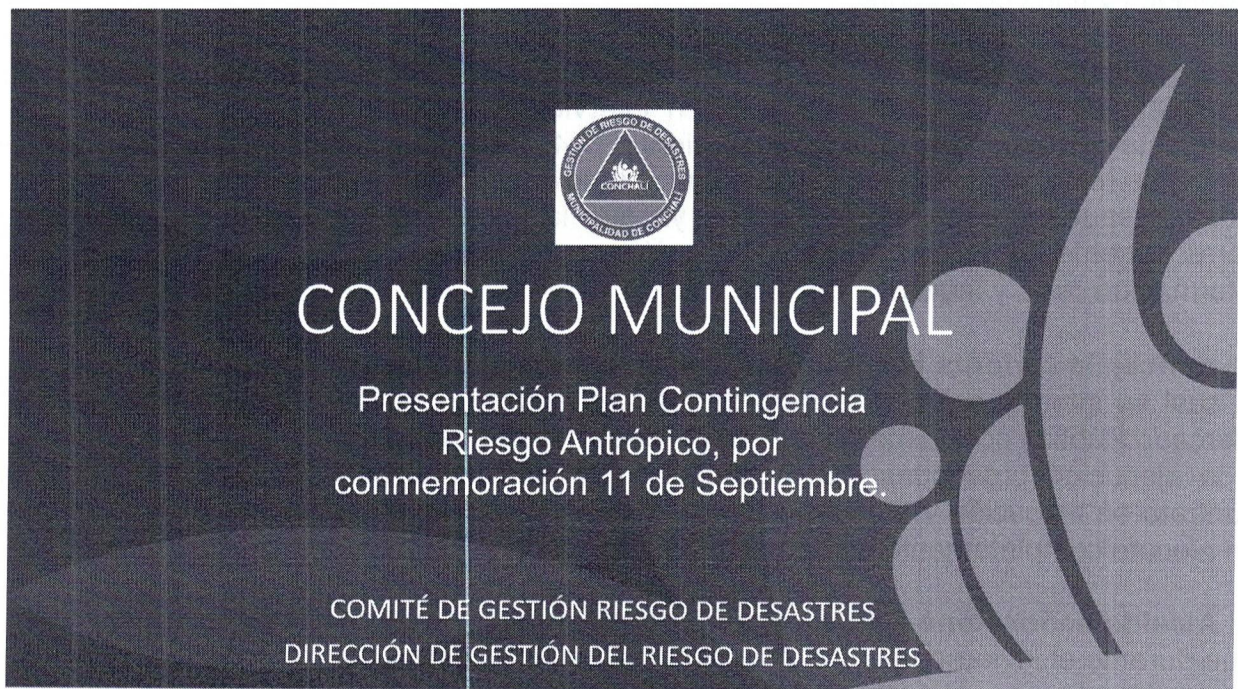 GESTIÓN DE RIESGO DE DESASTRES
CONCHALÍ
MUNICIPALIDAD DE CONCHALÍ
CONCEJO MUNICIPAL
Presentación Plan Contingencia
Riesgo Antrópico, por
conmemoración 11 de Septiembre.
COMITÉ DE GESTIÓN RIESGO DE DESASTRES
DIRECCIÓN DE GESTIÓN DEL RIESGO DE DESASTRES